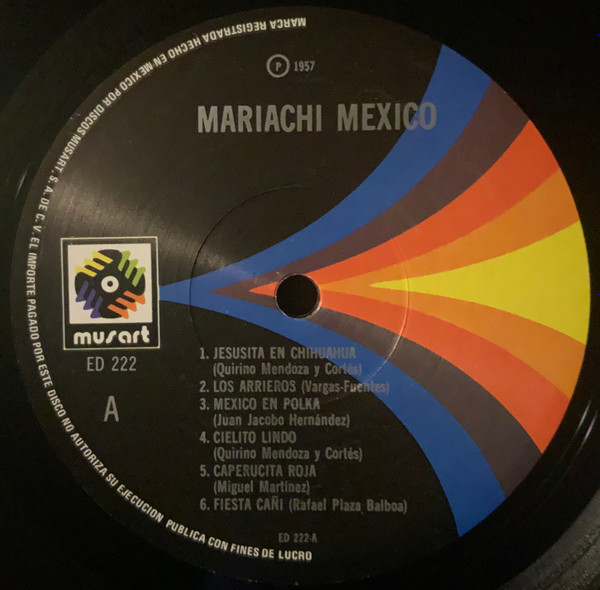 MARCA REGISTRADA HECHO EN MEXICO POR DISCOS MUSART, S. A. DE C. V. EL IMPORTE PAGADO POR ESTE DISCO NO AUTORIZA SU EJECUCION PUBLICA CON FINES DE LUCRO
℗ 1957
MARIACHI MEXICO
musart
ED 222
A
1. JESUSITA EN CHIHUAHUA
(Quirino Mendoza y Cortés)
2. LOS ARRIEROS (Vargas-Fuentes)
3. MEXICO EN POLKA
(Juan Jacobo Hernández)
4. CIELITO LINDO
(Quirino Mendoza y Cortés)
5. CAPERUCITA ROJA
(Miguel Martínez)
6. FIESTA CAÑI (Rafael Plaza Balboa)
ED 222-A